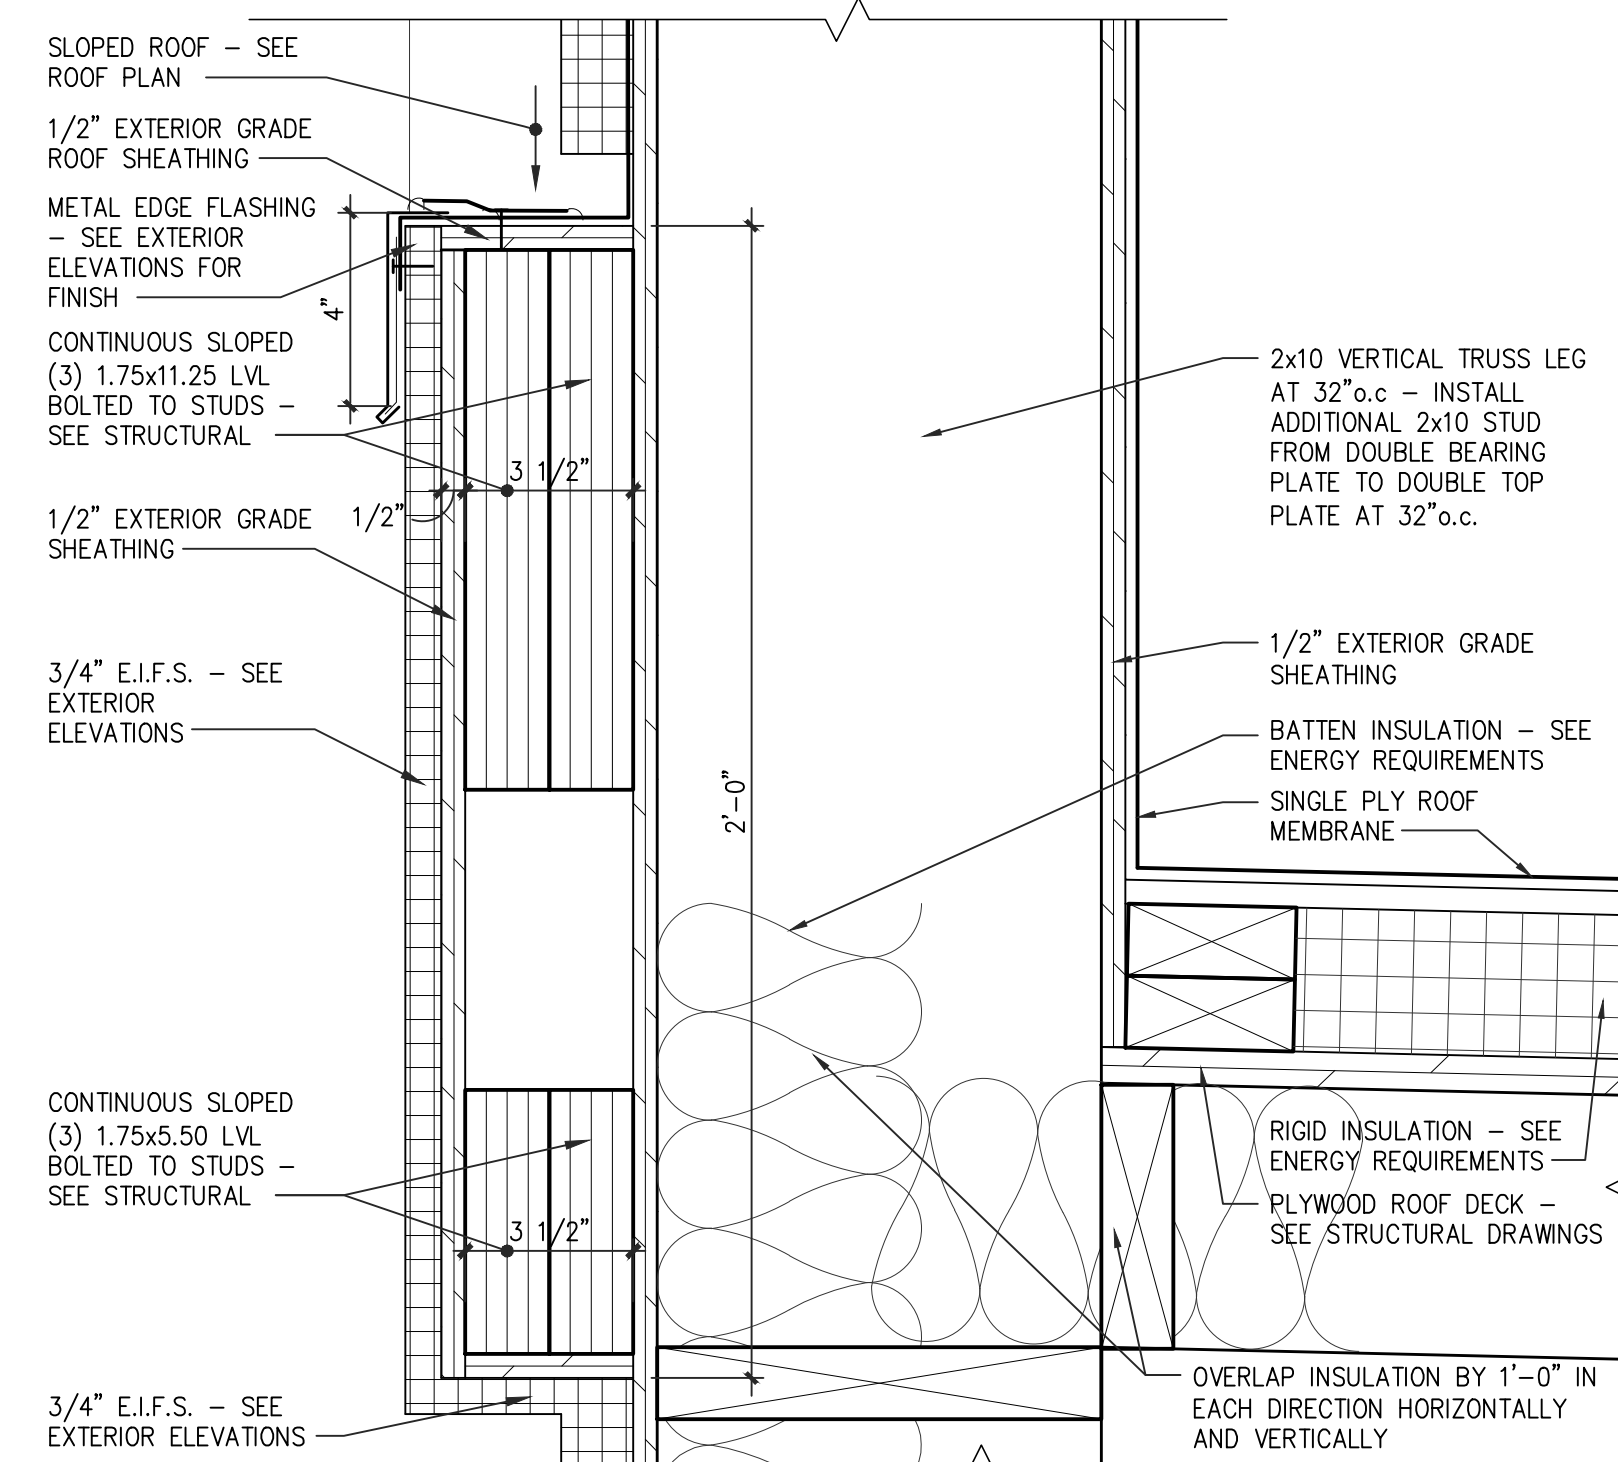 SLOPED ROOF – SEE
ROOF PLAN
1/2" EXTERIOR GRADE
ROOF SHEATHING
METAL EDGE FLASHING
– SEE EXTERIOR
ELEVATIONS FOR
FINISH
4"
CONTINUOUS SLOPED
(3) 1.75x11.25 LVL
BOLTED TO STUDS –
SEE STRUCTURAL
3 1/2"
1/2"
1/2" EXTERIOR GRADE
SHEATHING
3/4" E.I.F.S. – SEE
EXTERIOR
ELEVATIONS
2'-0"
CONTINUOUS SLOPED
(3) 1.75x5.50 LVL
BOLTED TO STUDS –
SEE STRUCTURAL
3 1/2"
3/4" E.I.F.S. – SEE
EXTERIOR ELEVATIONS
2x10 VERTICAL TRUSS LEG
AT 32"o.c – INSTALL
ADDITIONAL 2x10 STUD
FROM DOUBLE BEARING
PLATE TO DOUBLE TOP
PLATE AT 32"o.c.
1/2" EXTERIOR GRADE
SHEATHING
BATTEN INSULATION – SEE
ENERGY REQUIREMENTS
SINGLE PLY ROOF
MEMBRANE
RIGID INSULATION – SEE
ENERGY REQUIREMENTS
PLYWOOD ROOF DECK –
SEE STRUCTURAL DRAWINGS
OVERLAP INSULATION BY 1'-0" IN
EACH DIRECTION HORIZONTALLY
AND VERTICALLY